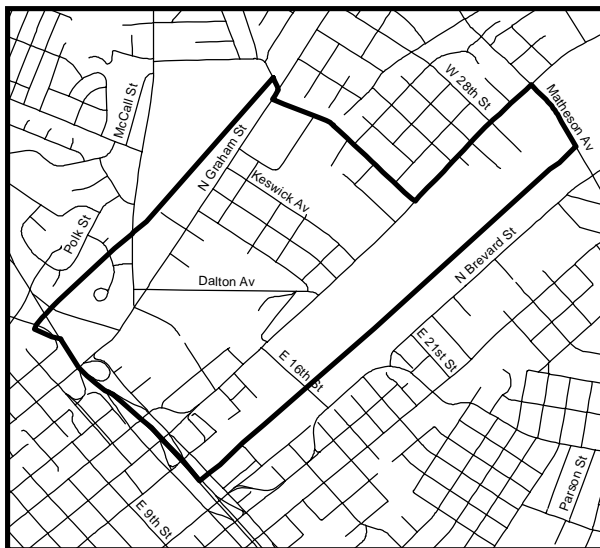 McCall St
W 28th St
Matheson Av
N Graham St
Keswick Av
Polk St
N Brevard St
Dalton Av
E 21st St
E 16th St
Parson St
E 9th St